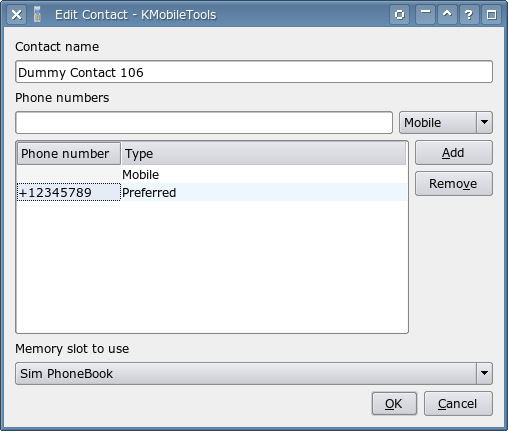 Edit Contact - KMobileTools
Contact name
Dummy Contact 106
Phone numbers
Mobile
Phone number Type
Mobile
+12345789 Preferred
Add
Remove
Memory slot to use
Sim PhoneBook
OK Cancel